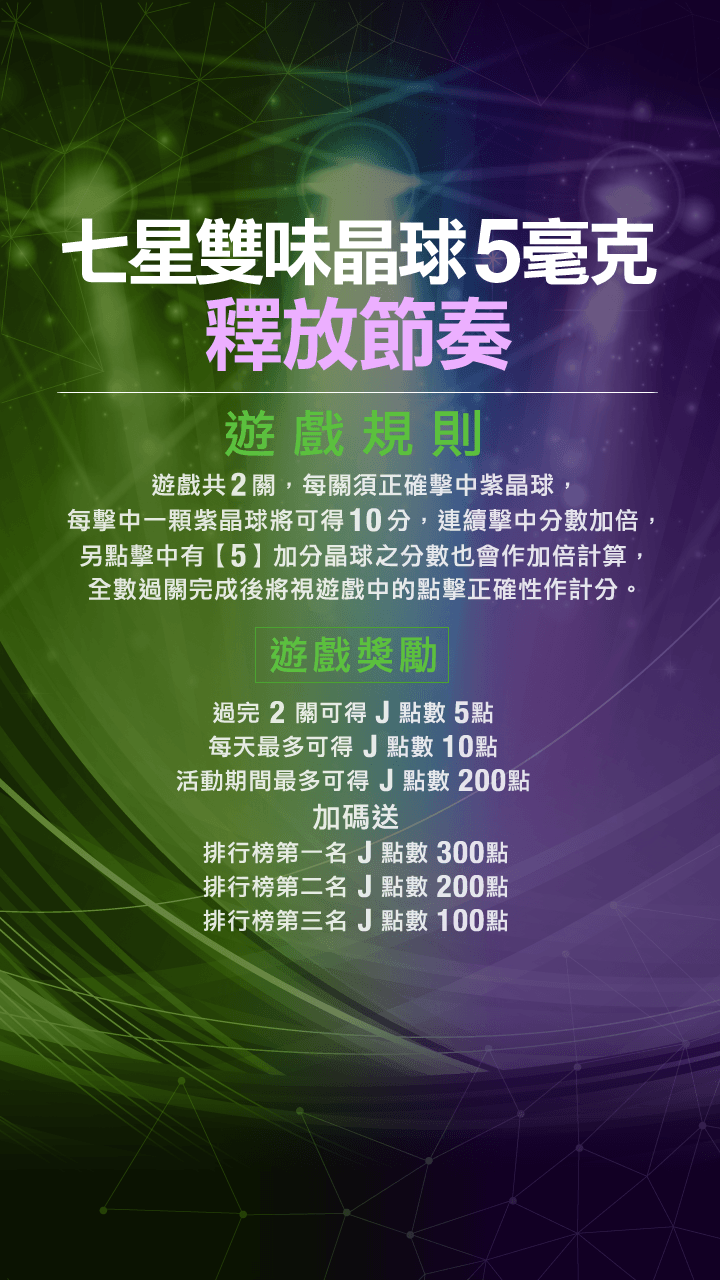 七星雙味晶球5毫克
釋放節奏
遊戲規則
遊戲共2關，每關須正確擊中紫晶球，
每擊中一顆紫晶球將可得10分，連續擊中分數加倍，
另點擊中有【5】加分晶球之分數也會作加倍計算，
全數過關完成後將視遊戲中的點擊正確性作計分。
遊戲獎勵
過完 2 關可得 J 點數 5點
每天最多可得 J 點數 10點
活動期間最多可得 J 點數 200點
加碼送
排行榜第一名 J 點數 300點
排行榜第二名 J 點數 200點
排行榜第三名 J 點數 100點